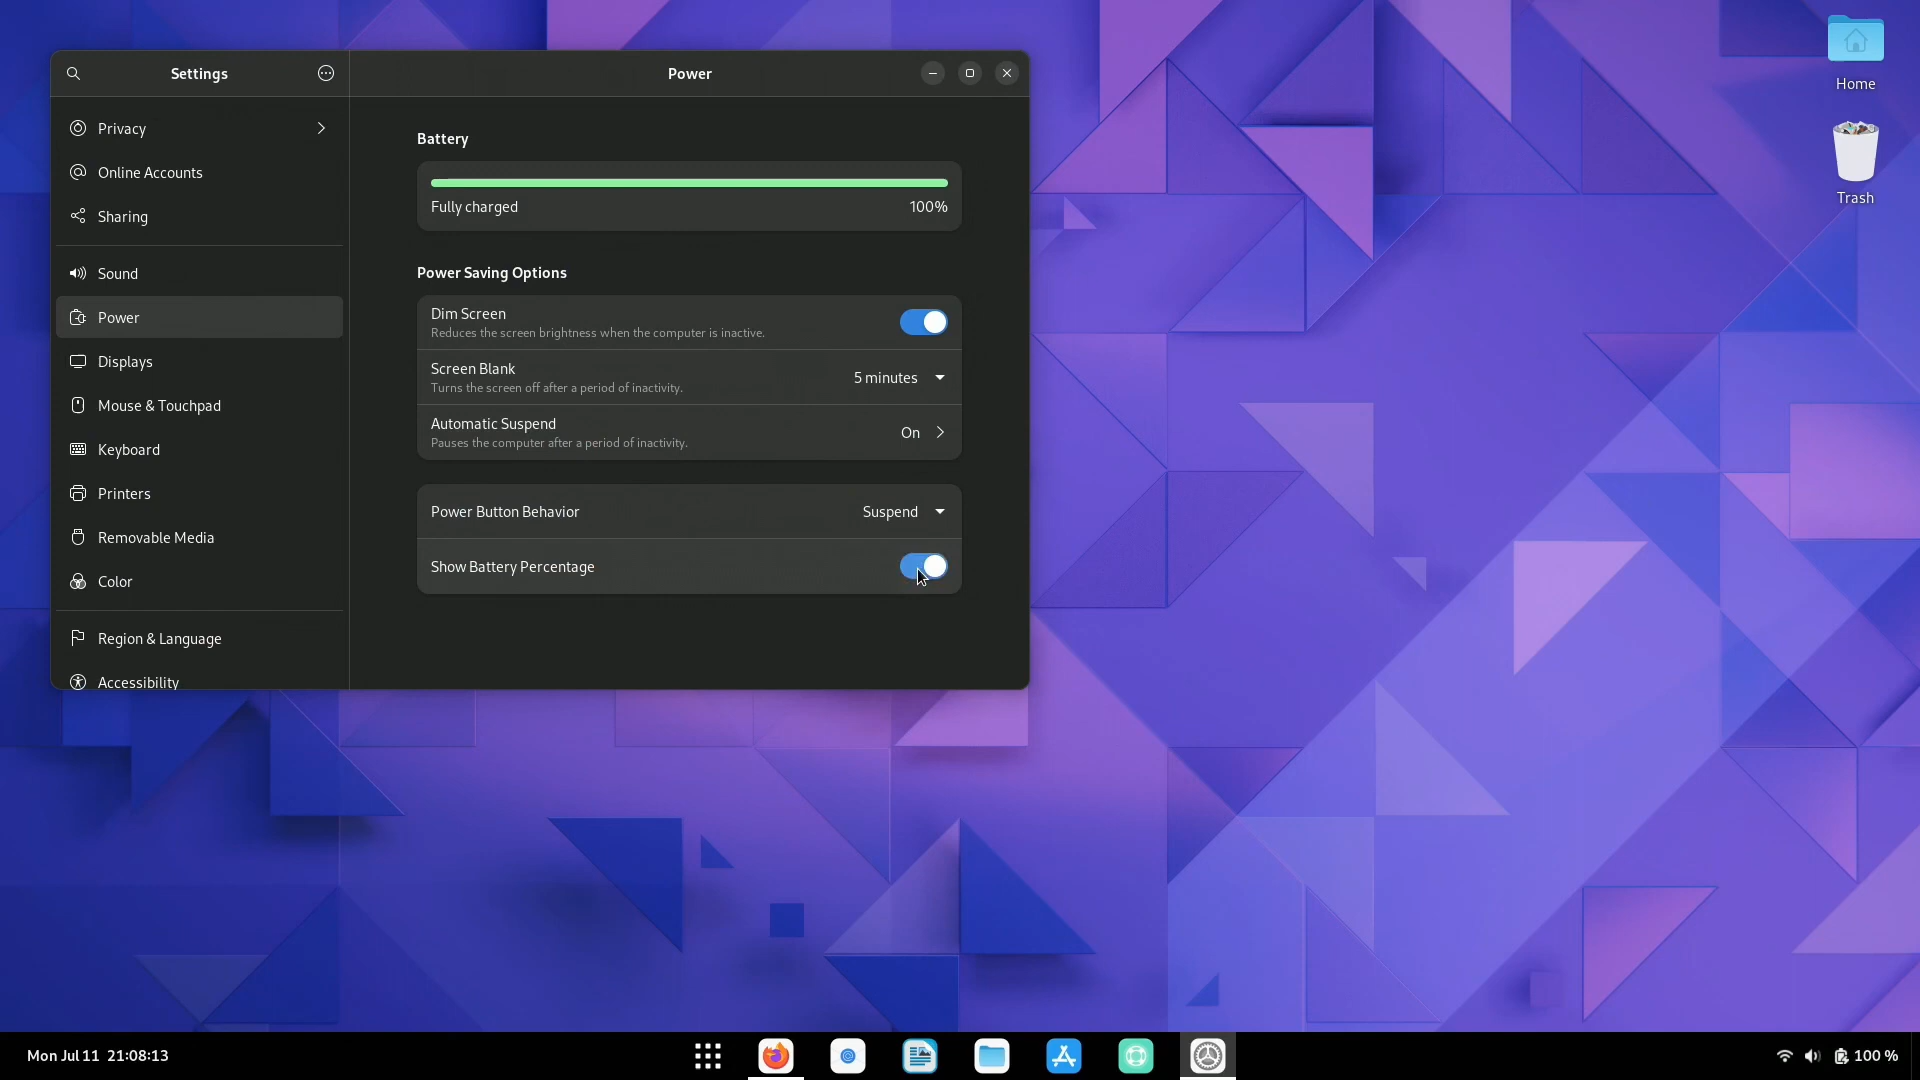 Settings
Power
Privacy
Online Accounts
Sharing
Sound
Power
Displays
Mouse & Touchpad
Keyboard
Printers
Removable Media
Color
Region & Language
Accessibility
Battery
Fully charged 100%
Power Saving Options
Dim Screen
Reduces the screen brightness when the computer is inactive.
Screen Blank
Turns the screen off after a period of inactivity.
5 minutes
Automatic Suspend
Pauses the computer after a period of inactivity.
On
Power Button Behavior Suspend
Show Battery Percentage
Home
Trash
Mon Jul 11 21:08:13
100 %